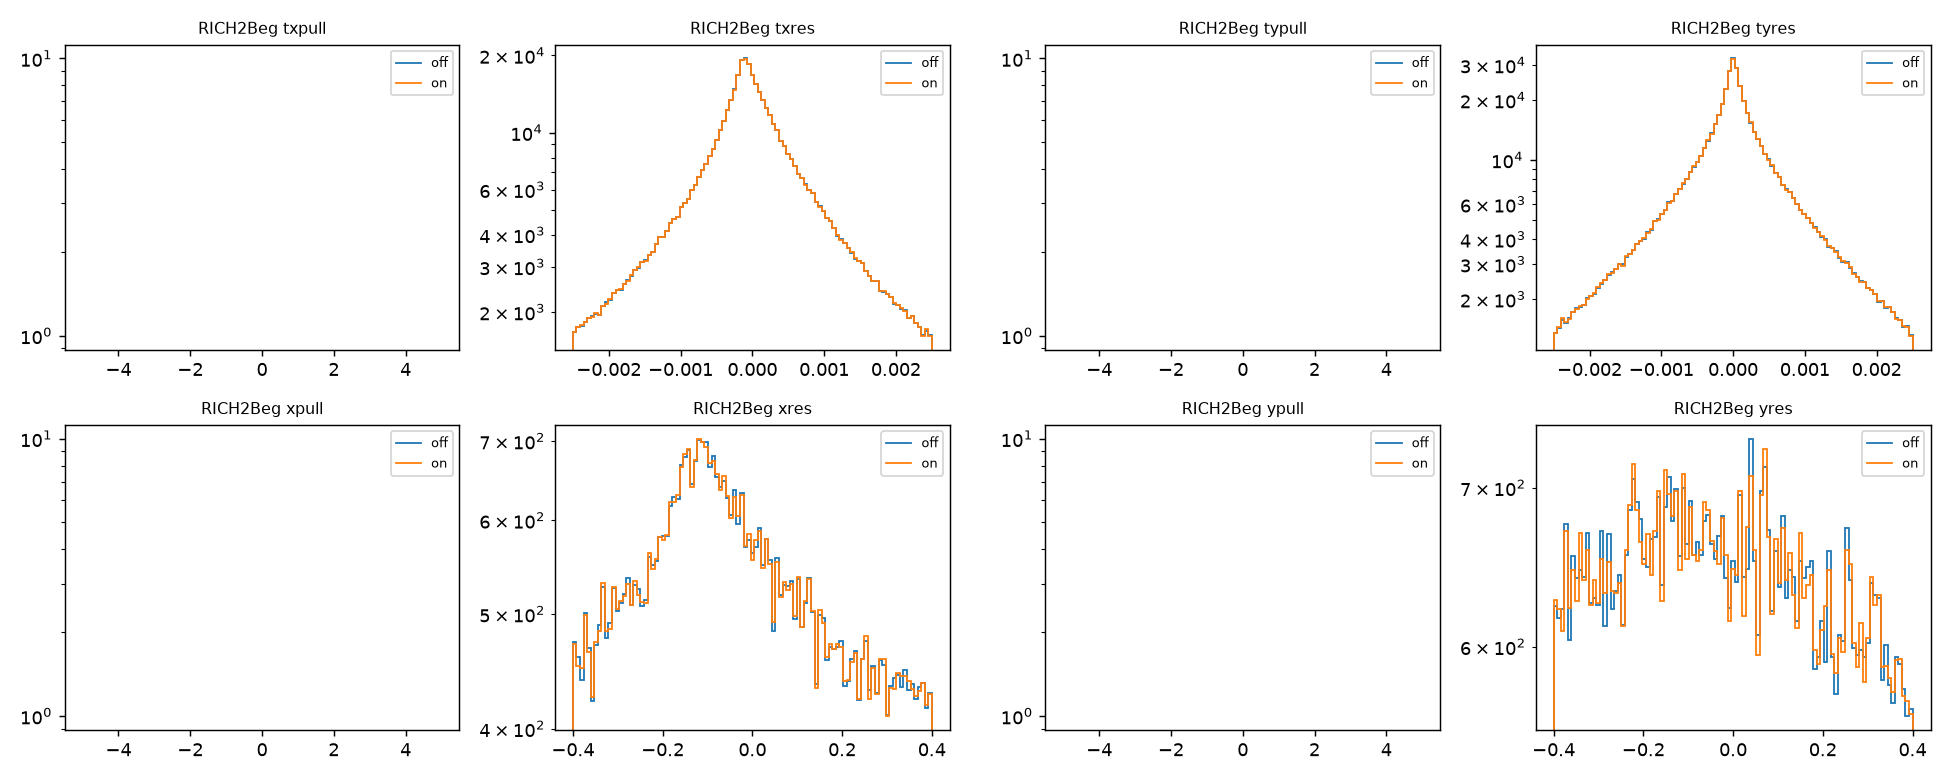 RICH2Beg txpull
10¹
10⁰
−4 −2 0 2 4
off
on
RICH2Beg txres
2 × 10⁴
10⁴
6 × 10³
4 × 10³
3 × 10³
2 × 10³
−0.002 −0.001 0.000 0.001 0.002
off
on
RICH2Beg typull
10¹
10⁰
−4 −2 0 2 4
off
on
RICH2Beg tyres
3 × 10⁴
2 × 10⁴
10⁴
6 × 10³
4 × 10³
3 × 10³
2 × 10³
−0.002 −0.001 0.000 0.001 0.002
off
on
RICH2Beg xpull
10¹
10⁰
−4 −2 0 2 4
off
on
RICH2Beg xres
7 × 10²
6 × 10²
5 × 10²
4 × 10²
−0.4 −0.2 0.0 0.2 0.4
off
on
RICH2Beg ypull
10¹
10⁰
−4 −2 0 2 4
off
on
RICH2Beg yres
7 × 10²
6 × 10²
−0.4 −0.2 0.0 0.2 0.4
off
on